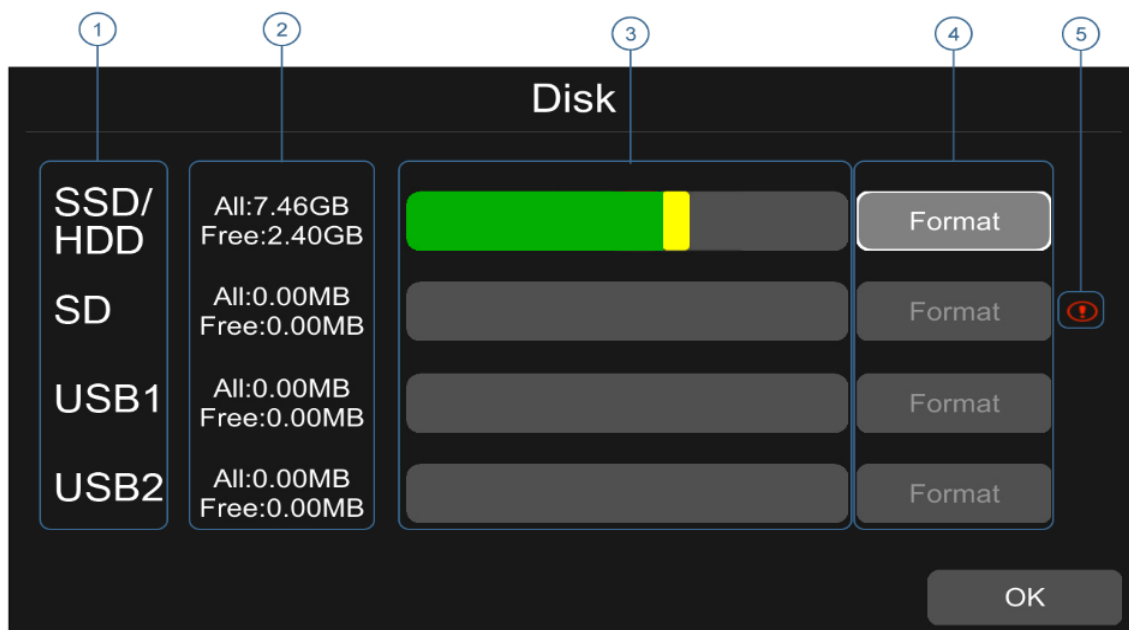 1 2 3 4 5
Disk
SSD/
HDD
All:7.46GB
Free:2.40GB
Format
SD
All:0.00MB
Free:0.00MB
Format
USB1
All:0.00MB
Free:0.00MB
Format
USB2
All:0.00MB
Free:0.00MB
Format
OK